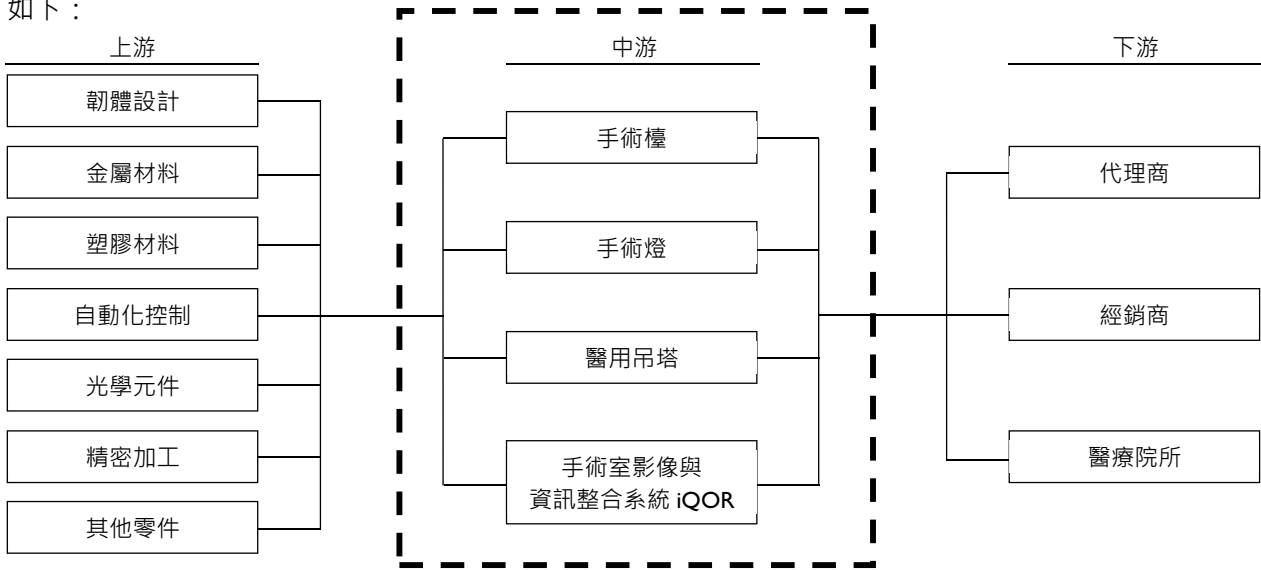 如下：
上游
韌體設計
金屬材料
塑膠材料
自動化控制
光學元件
精密加工
其他零件
中游
手術檯
手術燈
醫用吊塔
手術室影像與
資訊整合系統 iQOR
下游
代理商
經銷商
醫療院所